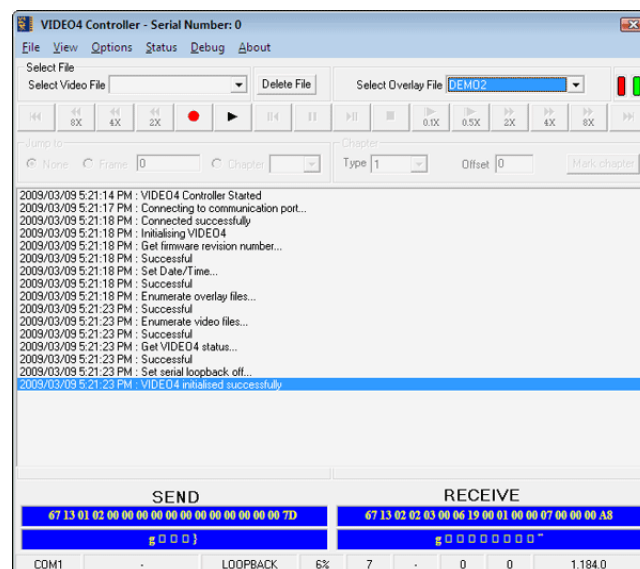 VIDEO4 Controller - Serial Number: 0
File View Options Status Debug About
Select File
Select Video File Delete File Select Overlay File DEMO2
8X 4X 2X 0.1X 0.5X 2X 4X 8X
Jump to Chapter
None Frame 0 Chapter Type 1 Offset 0 Mark chapter
2009/03/09 5:21:14 PM : VIDEO4 Controller Started
2009/03/09 5:21:17 PM : Connecting to communication port...
2009/03/09 5:21:18 PM : Connected successfully
2009/03/09 5:21:18 PM : Initialising VIDEO4
2009/03/09 5:21:18 PM : Get firmware revision number...
2009/03/09 5:21:18 PM : Successful
2009/03/09 5:21:18 PM : Set Date/Time...
2009/03/09 5:21:18 PM : Successful
2009/03/09 5:21:18 PM : Enumerate overlay files...
2009/03/09 5:21:23 PM : Successful
2009/03/09 5:21:23 PM : Enumerate video files...
2009/03/09 5:21:23 PM : Successful
2009/03/09 5:21:23 PM : Get VIDEO4 status...
2009/03/09 5:21:23 PM : Successful
2009/03/09 5:21:23 PM : Set serial loopback off...
2009/03/09 5:21:23 PM : VIDEO4 initialised successfully
SEND RECEIVE
67 13 01 02 00 00 00 00 00 00 00 00 00 00 00 7D 67 13 02 02 03 00 06 19 00 01 00 00 07 00 00 00 A8
g □ □ □ } g □ □ □ □ □ □ □ □ ¨
COM1 - LOOPBACK 6% 7 - 0 0 1.184.0